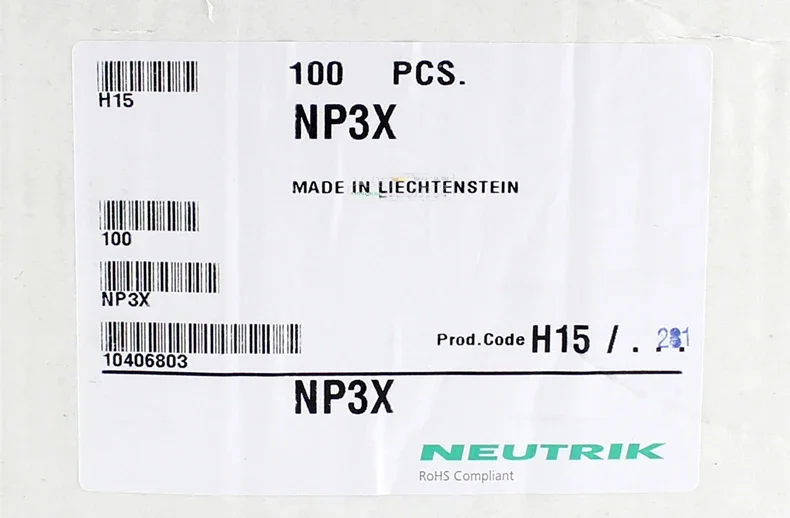 H15
100 PCS.
NP3X
MADE IN LIECHTENSTEIN
100
NP3X
10406803
Prod.Code H15 / . . .
NP3X
NEUTRIK
RoHS Compliant